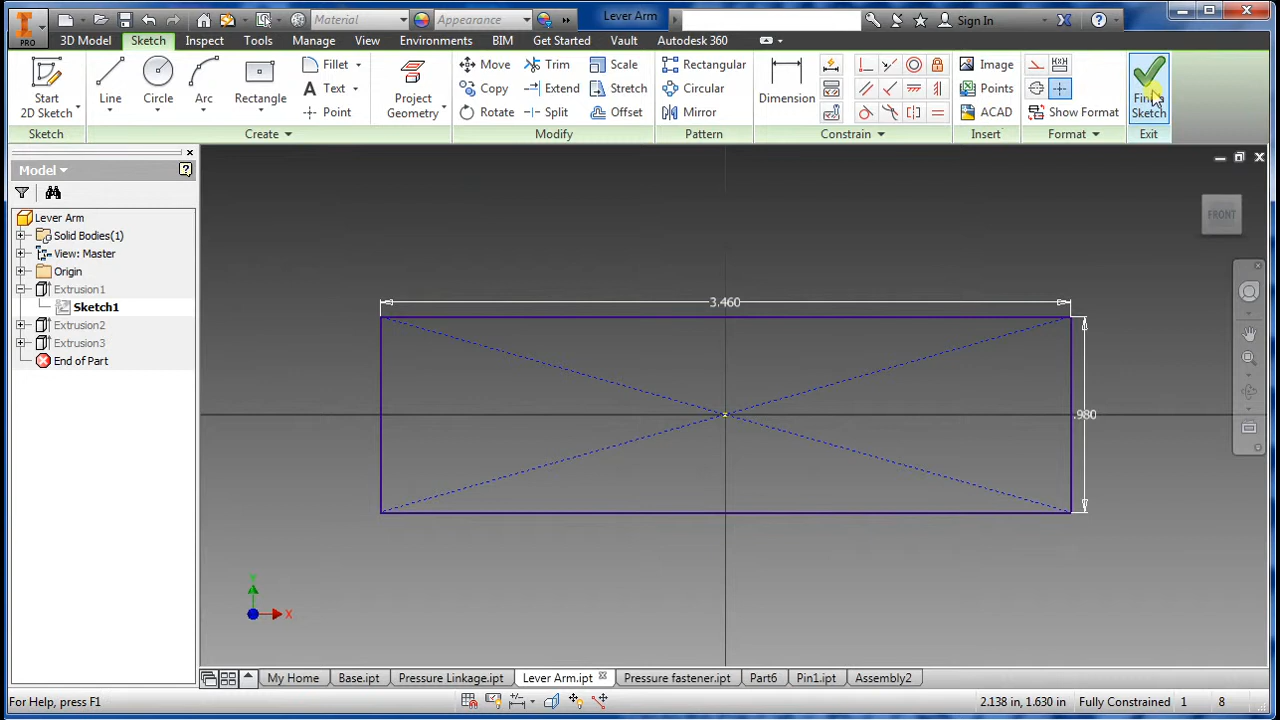 Material
Appearance
Lever Arm
Sign In
PRO
3D Model Sketch Inspect Tools Manage View Environments BIM Get Started Vault Autodesk 360
Start
2D Sketch
Line
Circle
Arc
Rectangle
Fillet
Text
Point
Project
Geometry
Move
Copy
Rotate
Trim
Extend
Split
Scale
Stretch
Offset
Rectangular
Circular
Mirror
Dimension
Image
Points
ACAD
Show Format
Sketch
Sketch Create Modify Pattern Constrain Insert Format Exit
Model
Lever Arm
Solid Bodies(1)
View: Master
Origin
Extrusion1
Sketch1
Extrusion2
Extrusion3
End of Part
FRONT
3.460
.980
Y
X
My Home Base.ipt Pressure Linkage.ipt Lever Arm.ipt Pressure fastener.ipt Part6 Pin1.ipt Assembly2
For Help, press F1
2.138 in, 1.630 in Fully Constrained 1 8